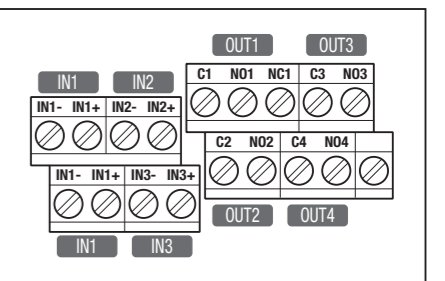 OUT1 OUT3
IN1 IN2
C1 NO1 NC1 C3 NO3
IN1- IN1+ IN2- IN2+
C2 NO2 C4 NO4
IN1- IN1+ IN3- IN3+
OUT2 OUT4
IN1 IN3